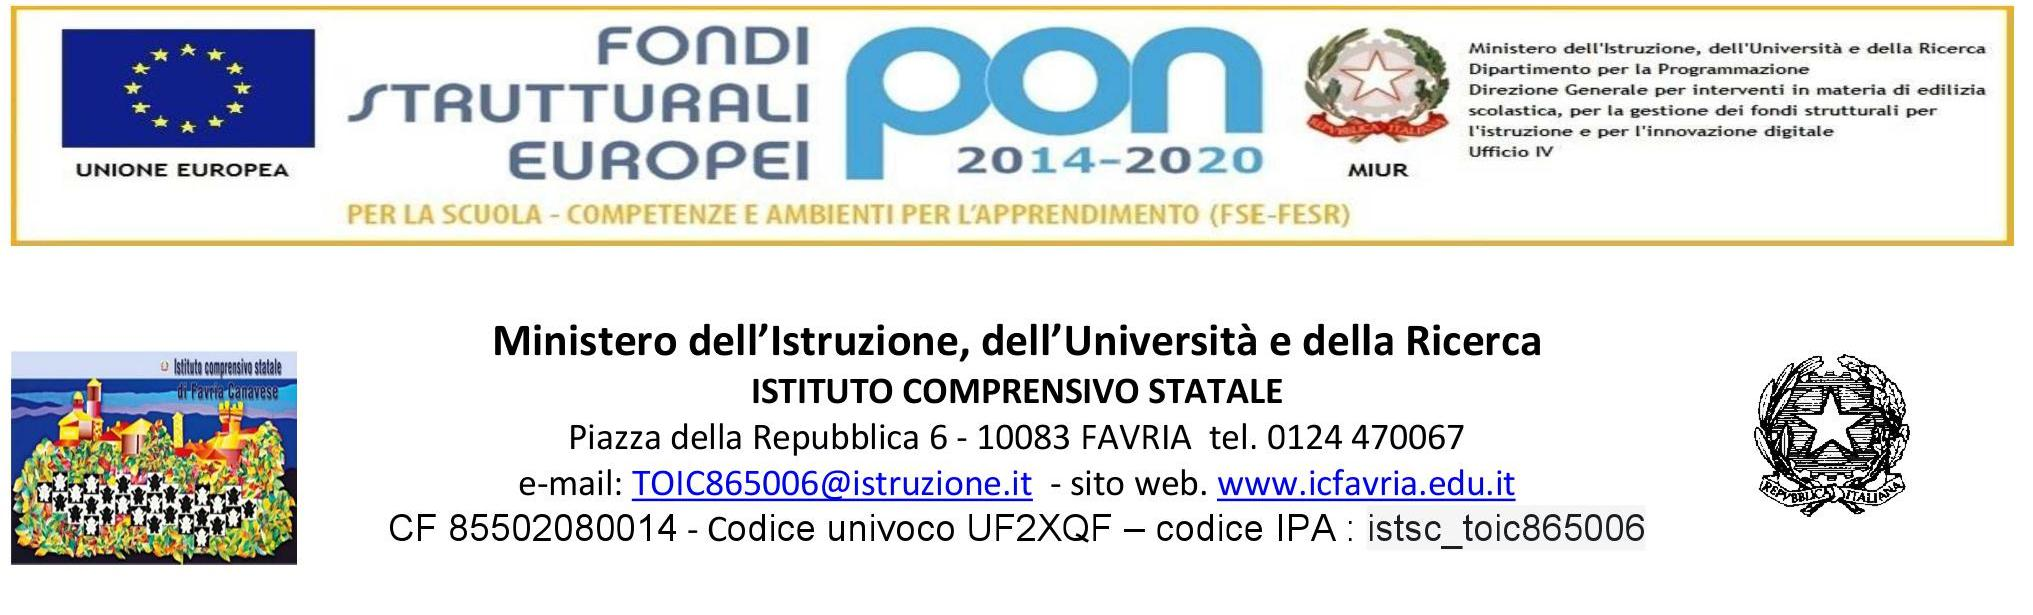 FONDI
STRUTTURALI
EUROPEI
pon
2014-2020
UNIONE EUROPEA
MIUR
Ministero dell'Istruzione, dell'Università e della Ricerca
Dipartimento per la Programmazione
Direzione Generale per interventi in materia di edilizia
scolastica, per la gestione dei fondi strutturali per
l'istruzione e per l'innovazione digitale
Ufficio IV
REPUBBLICA ITALIANA
PER LA SCUOLA - COMPETENZE E AMBIENTI PER L'APPRENDIMENTO (FSE-FESR)
Istituto comprensivo statale
di Favria Canavese
Ministero dell’Istruzione, dell’Università e della Ricerca
ISTITUTO COMPRENSIVO STATALE
Piazza della Repubblica 6 - 10083 FAVRIA tel. 0124 470067
e-mail: TOIC865006@istruzione.it - sito web. www.icfavria.edu.it
CF 85502080014 - Codice univoco UF2XQF – codice IPA : istsc_toic865006
REPVBBLICA ITALIANA